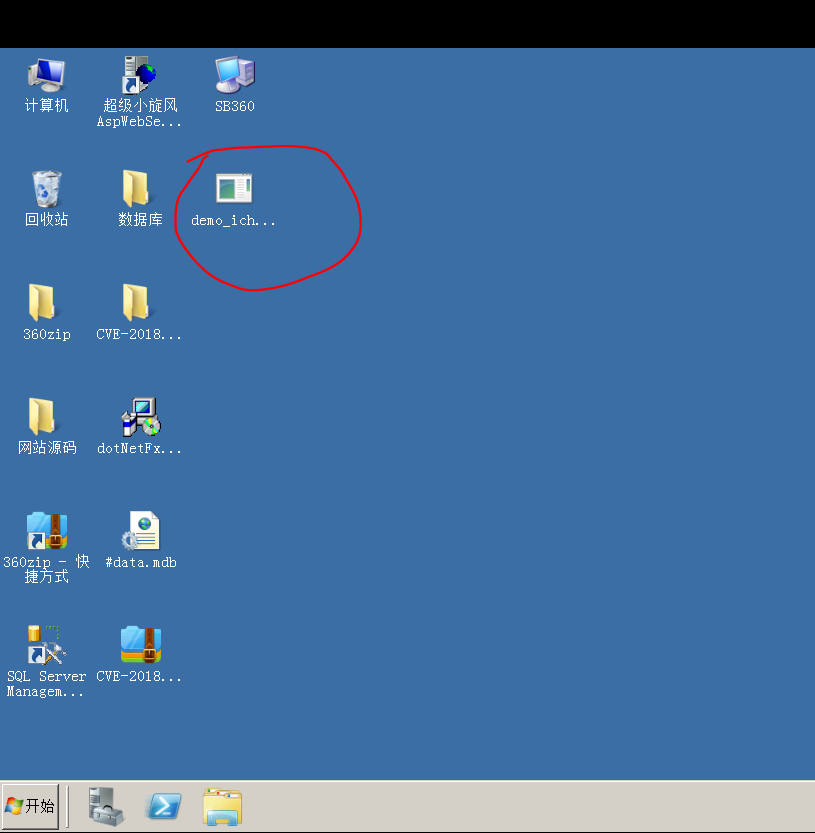 计算机
超级小旋风
AspWebSe...
SB360
回收站
数据库
demo_ich...
360zip
CVE-2018...
网站源码
dotNetFx...
360zip - 快
捷方式
#data.mdb
SQL Server
Managem...
CVE-2018...
开始